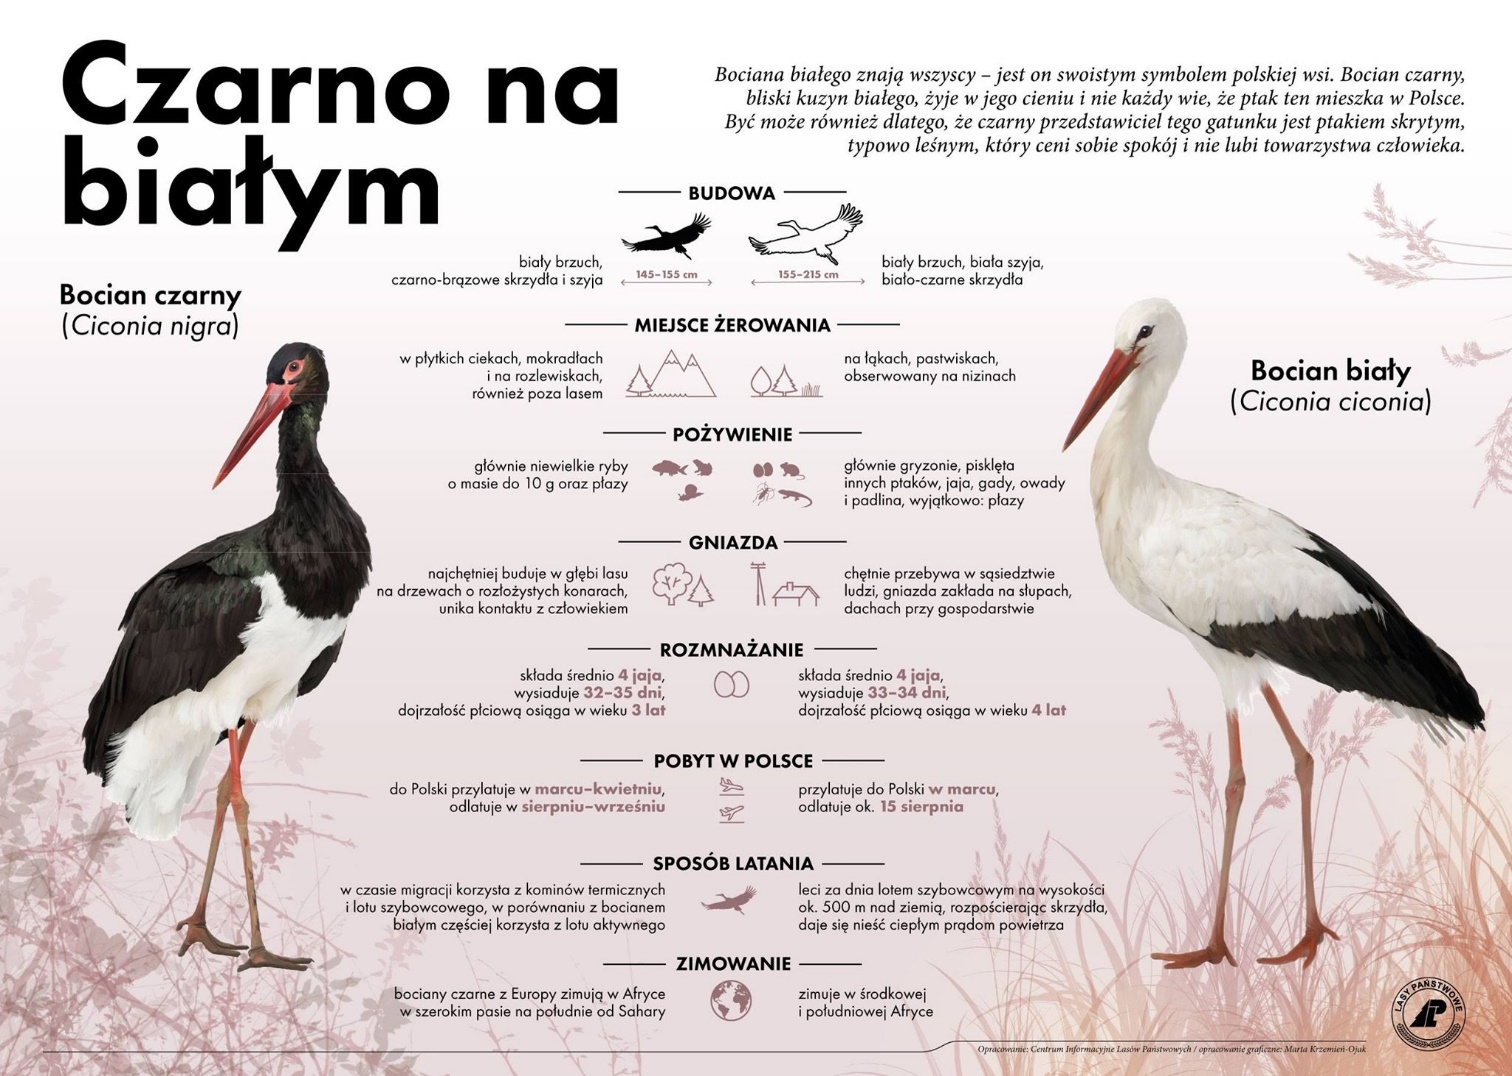 Czarno na
białym
Bociana białego znają wszyscy – jest on swoistym symbolem polskiej wsi. Bocian czarny,
bliski kuzyn białego, żyje w jego cieniu i nie każdy wie, że ptak ten mieszka w Polsce.
Być może również dlatego, że czarny przedstawiciel tego gatunku jest ptakiem skrytym,
typowo leśnym, który ceni sobie spokój i nie lubi towarzystwa człowieka.
Bocian czarny
(Ciconia nigra)
Bocian biały
(Ciconia ciconia)
BUDOWA
biały brzuch,
czarno-brązowe skrzydła i szyja
145–155 cm
155–215 cm
biały brzuch, biała szyja,
biało-czarne skrzydła
MIEJSCE ŻEROWANIA
w płytkich ciekach, mokradłach
i na rozlewiskach,
również poza lasem
na łąkach, pastwiskach,
obserwowany na nizinach
POŻYWIENIE
głównie niewielkie ryby
o masie do 10 g oraz płazy
głównie gryzonie, pisklęta
innych ptaków, jaja, gady, owady
i padlina, wyjątkowo: płazy
GNIAZDA
najchętniej buduje w głębi lasu
na drzewach o rozłożystych konarach,
unika kontaktu z człowiekiem
chętnie przebywa w sąsiedztwie
ludzi, gniazda zakłada na słupach,
dachach przy gospodarstwie
ROZMNAŻANIE
składa średnio 4 jaja,
wysiaduje 32–35 dni,
dojrzałość płciową osiąga w wieku 3 lat
składa średnio 4 jaja,
wysiaduje 33–34 dni,
dojrzałość płciową osiąga w wieku 4 lat
POBYT W POLSCE
do Polski przylatuje w marcu–kwietniu,
odlatuje w sierpniu–wrześniu
przylatuje do Polski w marcu,
odlatuje ok. 15 sierpnia
SPOSÓB LATANIA
w czasie migracji korzysta z kominów termicznych
i lotu szybowcowego, w porównaniu z bocianem
białym częściej korzysta z lotu aktywnego
leci za dnia lotem szybowcowym na wysokości
ok. 500 m nad ziemią, rozpościerając skrzydła,
daje się nieść ciepłym prądom powietrza
ZIMOWANIE
bociany czarne z Europy zimują w Afryce
w szerokim pasie na południe od Sahary
zimuje w środkowej
i południowej Afryce
LASY PAŃSTWOWE
Opracowanie: Centrum Informacyjne Lasów Państwowych / opracowanie graficzne: Marta Krzemień-Ojak